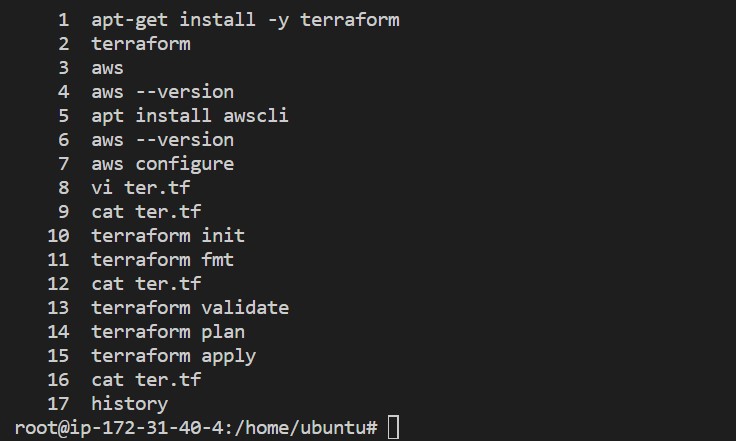 1 apt-get install -y terraform
2 terraform
3 aws
4 aws --version
5 apt install awscli
6 aws --version
7 aws configure
8 vi ter.tf
9 cat ter.tf
10 terraform init
11 terraform fmt
12 cat ter.tf
13 terraform validate
14 terraform plan
15 terraform apply
16 cat ter.tf
17 history
root@ip-172-31-40-4:/home/ubuntu#